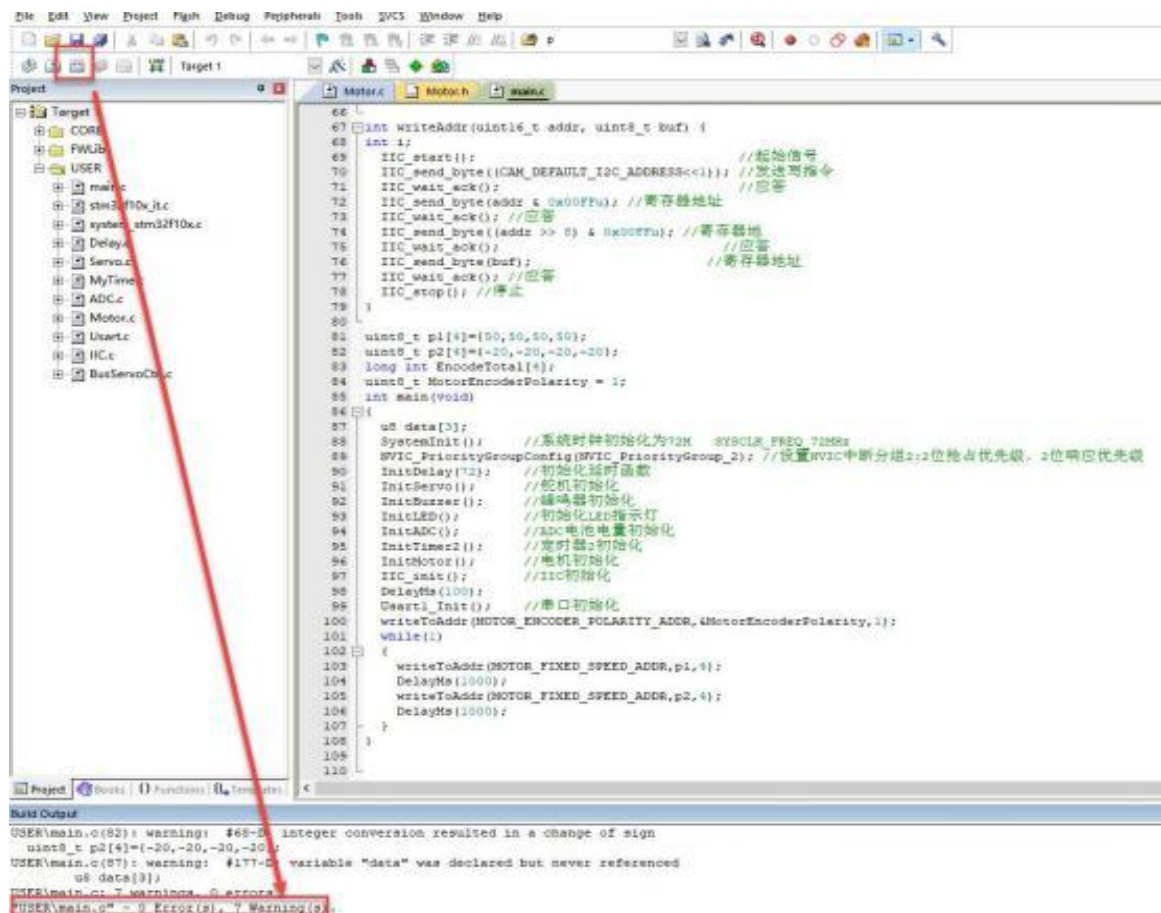 File Edit View Project Flash Debug Peripherals Tools SVCS Window Help
Target 1
Project
Motor.c Motor.h main.c
Target
CORE
FWLib
USER
main.c
stm32f10x_it.c
system_stm32f10x.c
Delay.c
Servo.c
MyTimer.c
ADC.c
Motor.c
Usart.c
IIC.c
BusServoCtrl.c
66
67 int writeAddr(uint16_t addr, uint8_t buf) {
68 int i;
69 IIC_start(); //起始信号
70 IIC_send_byte((CAM_DEFAULT_I2C_ADDRESS<<1)); //发送写指令
71 IIC_wait_ack(); //应答
72 IIC_send_byte(addr & 0x00FFu); //寄存器地址
73 IIC_wait_ack(); //应答
74 IIC_send_byte((addr >> 8) & 0x00FFu); //寄存器地
75 IIC_wait_ack(); //应答
76 IIC_send_byte(buf); //寄存器地址
77 IIC_wait_ack(); //应答
78 IIC_stop(); //停止
79 }
80
81 uint8_t p1[4]={50,50,50,50};
82 uint8_t p2[4]={-20,-20,-20,-20};
83 long int EncodeTotal[4];
84 uint8_t MotorEncoderPolarity = 1;
85 int main(void)
86 {
87 u8 data[3];
88 SystemInit(); //系统时钟初始化为72M SYSCLK_FREQ_72MHz
89 NVIC_PriorityGroupConfig(NVIC_PriorityGroup_2); //设置NVIC中断分组2:2位抢占优先级，2位响应优先级
90 InitDelay(72); //初始化延时函数
91 InitServo(); //舵机初始化
92 InitBuzzer(); //蜂鸣器初始化
93 InitLED(); //初始化LED指示灯
94 InitADC(); //ADC电池电量初始化
95 InitTimer2(); //定时器2初始化
96 InitMotor(); //电机初始化
97 IIC_init(); //IIC初始化
98 DelayMs(100);
99 Usart1_Init(); //串口初始化
100 writeToAddr(MOTOR_ENCODER_POLARITY_ADDR,&MotorEncoderPolarity,1);
101 while(1)
102 {
103 writeToAddr(MOTOR_FIXED_SPEED_ADDR,p1,4);
104 DelayMs(1000);
105 writeToAddr(MOTOR_FIXED_SPEED_ADDR,p2,4);
106 DelayMs(1000);
107 }
108 }
109
110
Project Books {} Functions Templates
Build Output
USER\main.c(82): warning: #68-D: integer conversion resulted in a change of sign
uint8_t p2[4]={-20,-20,-20,-20};
USER\main.c(87): warning: #177-D: variable "data" was declared but never referenced
u8 data[3];
USER\main.c: 7 warnings, 0 errors
"USER\main.c" - 0 Error(s), 7 Warning(s).